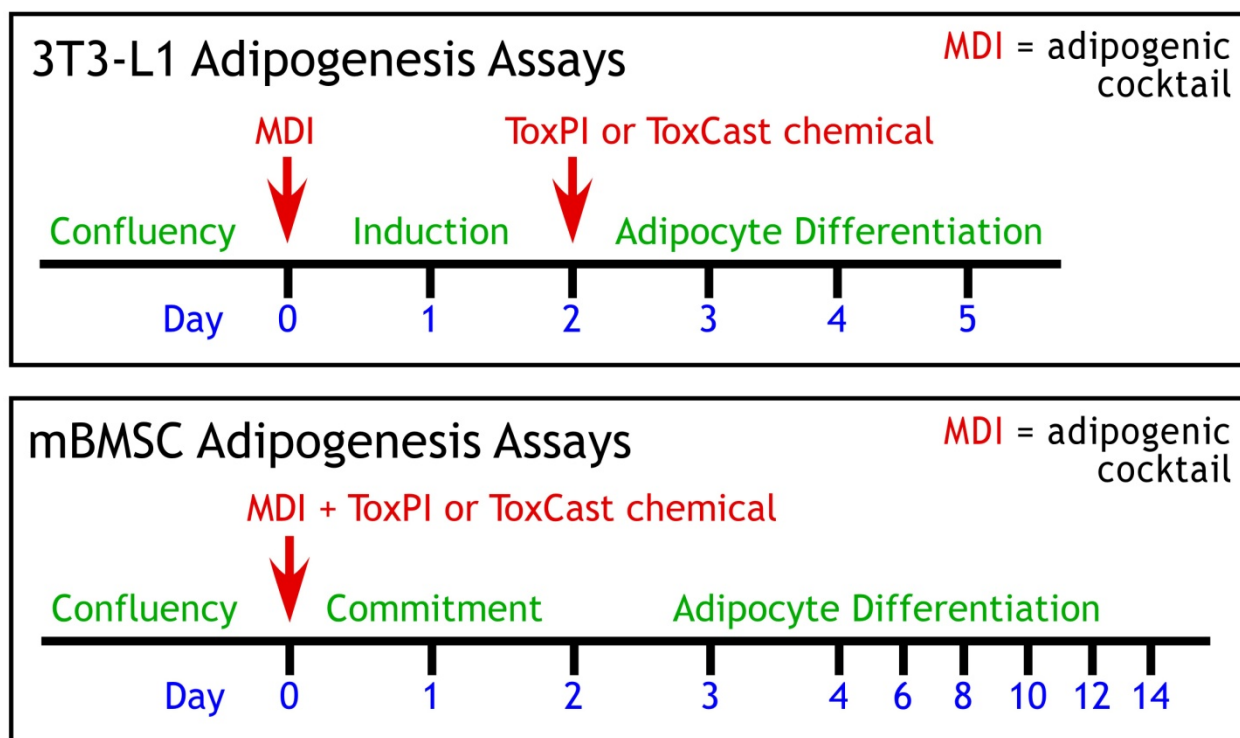 3T3-L1 Adipogenesis Assays
MDI = adipogenic
cocktail
MDI
ToxPI or ToxCast chemical
Confluency
Induction
Adipocyte Differentiation
Day 0 1 2 3 4 5
mBMSC Adipogenesis Assays
MDI = adipogenic
cocktail
MDI + ToxPI or ToxCast chemical
Confluency
Commitment
Adipocyte Differentiation
Day 0 1 2 3 4 6 8 10 12 14